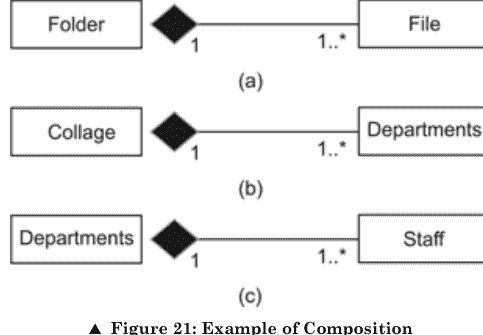 Folder File
1 1..*
(a)
Collage Departments
1 1..*
(b)
Departments Staff
1 1..*
(c)
▲ Figure 21: Example of Composition